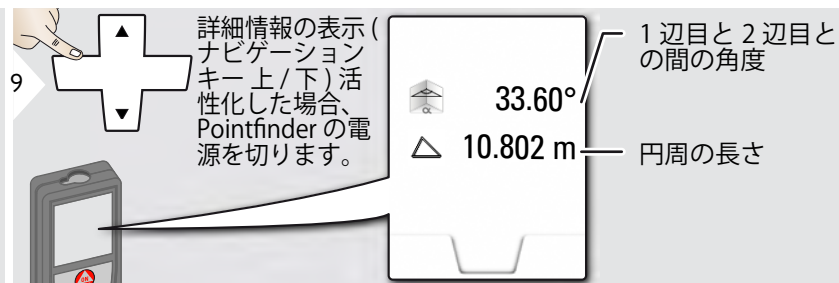 9
詳細情報の表示 (
ナビゲーション
キー 上 / 下 ) 活
性化した場合、
Pointfinder の電
源を切ります。
α
33.60°
10.802 m
1 辺目と 2 辺目と
の間の角度
円周の長さ
ON